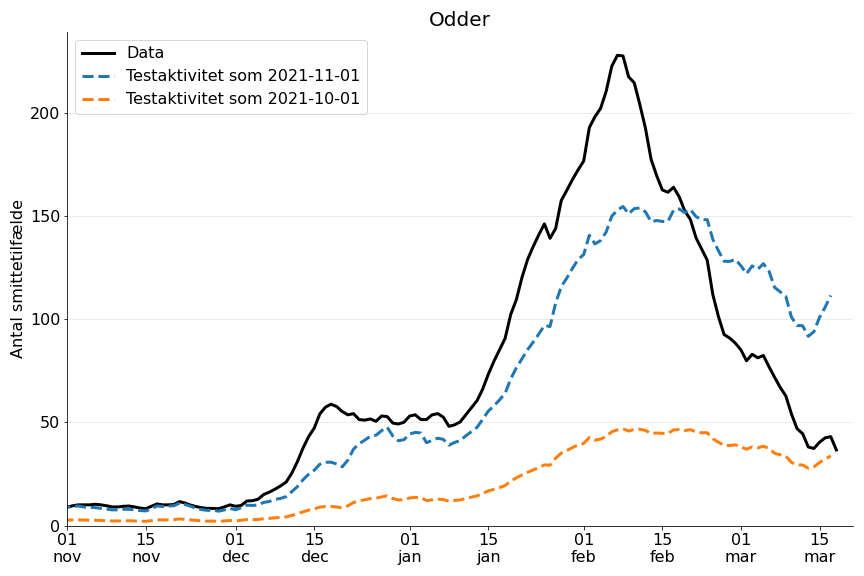 Odder
Data
Testaktivitet som 2021-11-01
Testaktivitet som 2021-10-01
Antal smittetilfælde
200
150
100
50
0
01 15 01 15 01 15 01 15 01 15
nov nov dec dec jan jan feb feb mar mar